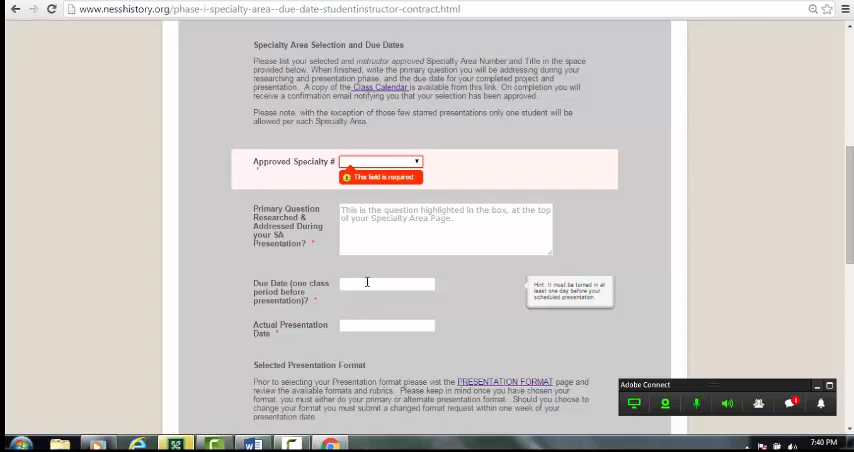 www.nesshistory.org/phase-i-specialty-area--due-date-studentinstructor-contract.html
Specialty Area Selection and Due Dates
Please list your selected and instructor approved Specialty Area Number and Title in the space
provided below. When finished, write the primary question you will be addressing during your
researching and presentation phase, and the due date for your completed project and
presentation. A copy of the Class Calendar is available from this link. On completion you will
receive a confirmation email notifying you that your selection has been approved.
Please note, with the exception of those few starred presentations only one student will be
allowed per each Specialty Area.
Approved Specialty #
*
This field is required.
Primary Question
Researched &
Addressed During
your SA
Presentation? *
This is the question highlighted in the box, at the top
of your Specialty Area Page.
Due Date (one class
period before
presentation)? *
Hint: It must be turned in at
least one day before your
scheduled presentation.
Actual Presentation
Date *
Selected Presentation Format
Prior to selecting your Presentation format please vist the PRESENTATION FORMAT page and
review the available formats and rubrics. Please keep in mind once you have chosen your
format, you must either do your primary or alternate presentation format. Should you choose to
change your format you must submit a changed format request within one week of your
presentation date.
Adobe Connect
7:40 PM